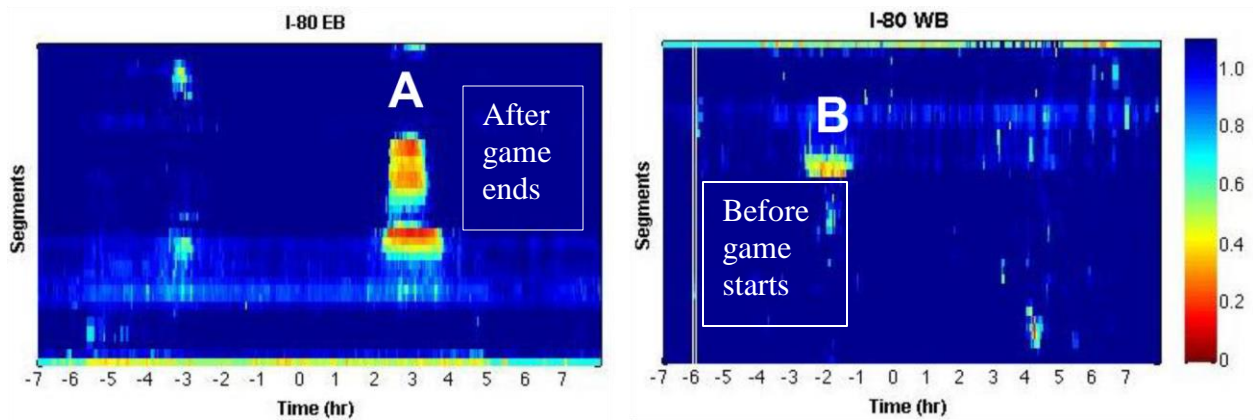 I-80 EB
A
After
game
ends
Segments
-7 -6 -5 -4 -3 -2 -1 0 1 2 3 4 5 6 7
Time (hr)
I-80 WB
B
Before
game
starts
Segments
-7 -6 -5 -4 -3 -2 -1 0 1 2 3 4 5 6 7
Time (hr)
1.0
0.8
0.6
0.4
0.2
0